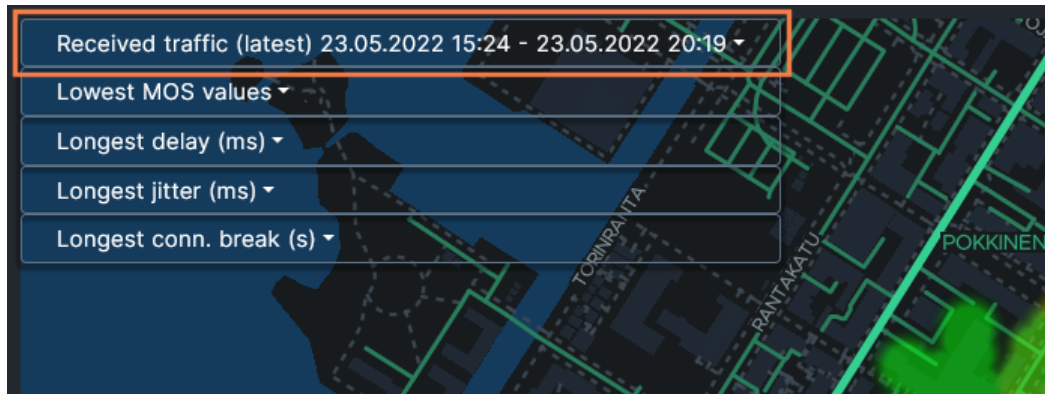 Received traffic (latest) 23.05.2022 15:24 - 23.05.2022 20:19
Lowest MOS values
Longest delay (ms)
Longest jitter (ms)
Longest conn. break (s)
TORINRANTA
RANTAKATU
POKKINEN